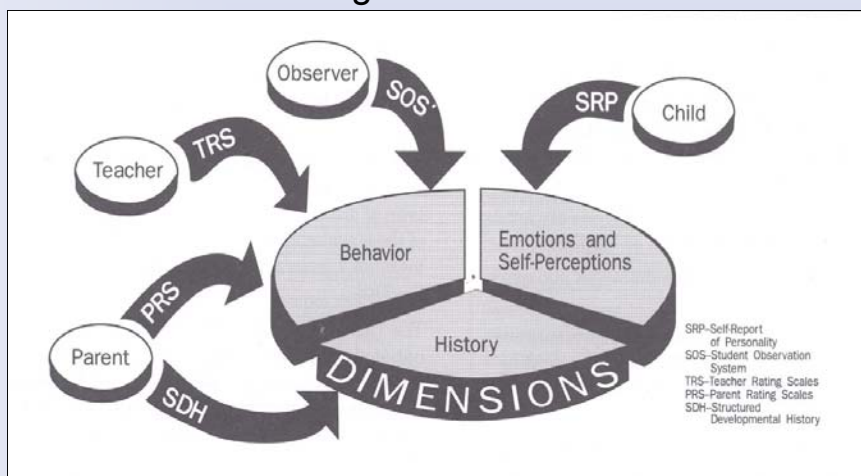 Observer
SOS
SRP
Child
Teacher
TRS
Behavior
Emotions and
Self-Perceptions
PRS
Parent
History
SDH
DIMENSIONS
SRP–Self-Report
of Personality
SOS–Student Observation
System
TRS–Teacher Rating Scales
PRS–Parent Rating Scales
SDH–Structured
Developmental History